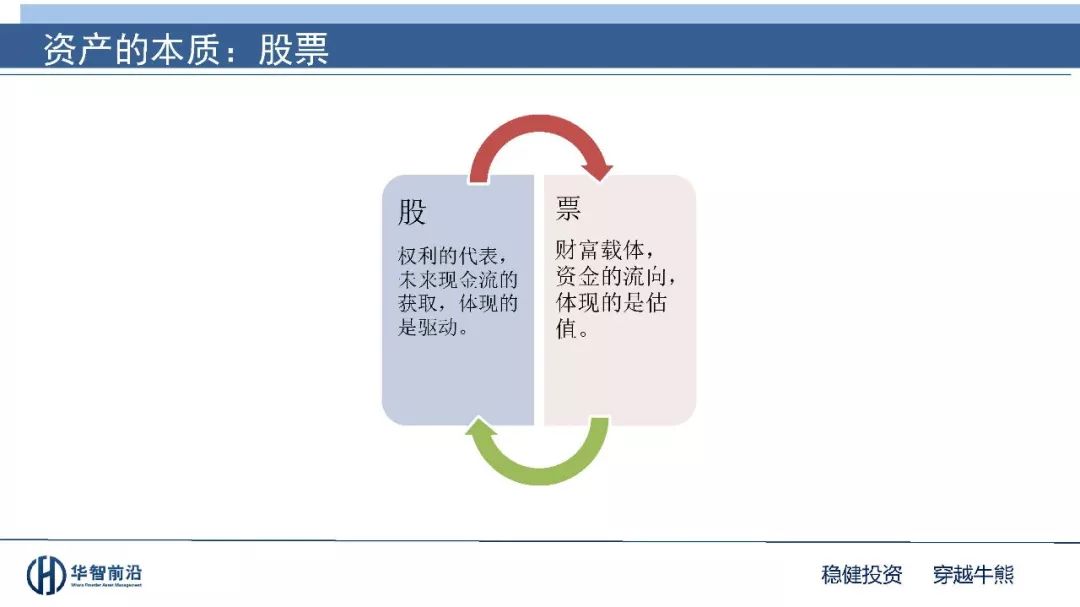 资产的本质：股票
股
权利的代表，
未来现金流的
获取，体现的
是驱动。
票
财富载体，
资金的流向，
体现的是估
值。
华智前沿
稳健投资 穿越牛熊